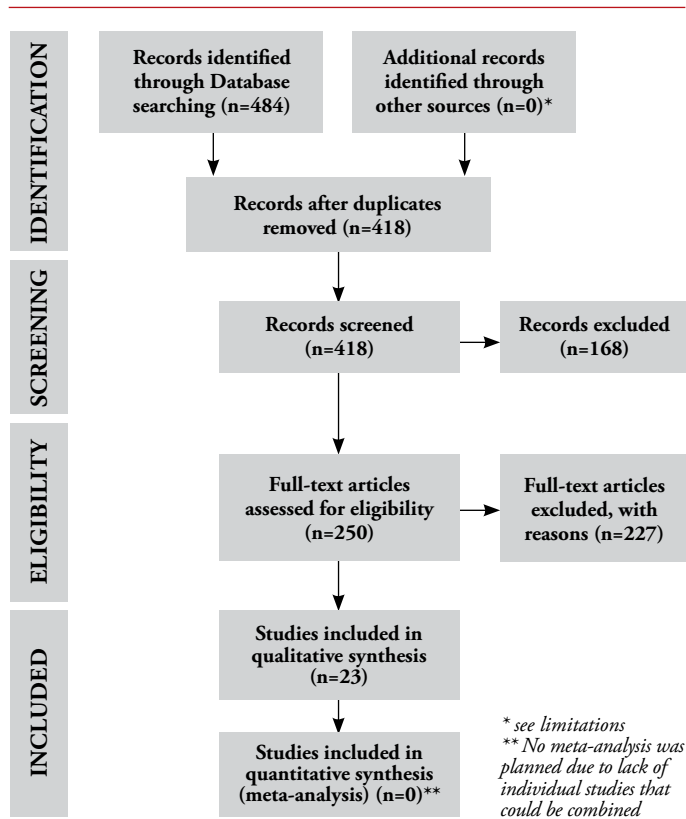 IDENTIFICATION
Records identified
through Database
searching (n=484)
Additional records
identified through
other sources (n=0)*
Records after duplicates
removed (n=418)
SCREENING
Records screened
(n=418)
Records excluded
(n=168)
ELIGIBILITY
Full-text articles
assessed for eligibility
(n=250)
Full-text articles
excluded, with
reasons (n=227)
INCLUDED
Studies included in
qualitative synthesis
(n=23)
Studies included in
quantitative synthesis
(meta-analysis) (n=0)**
* see limitations
** No meta-analysis was
planned due to lack of
individual studies that
could be combined